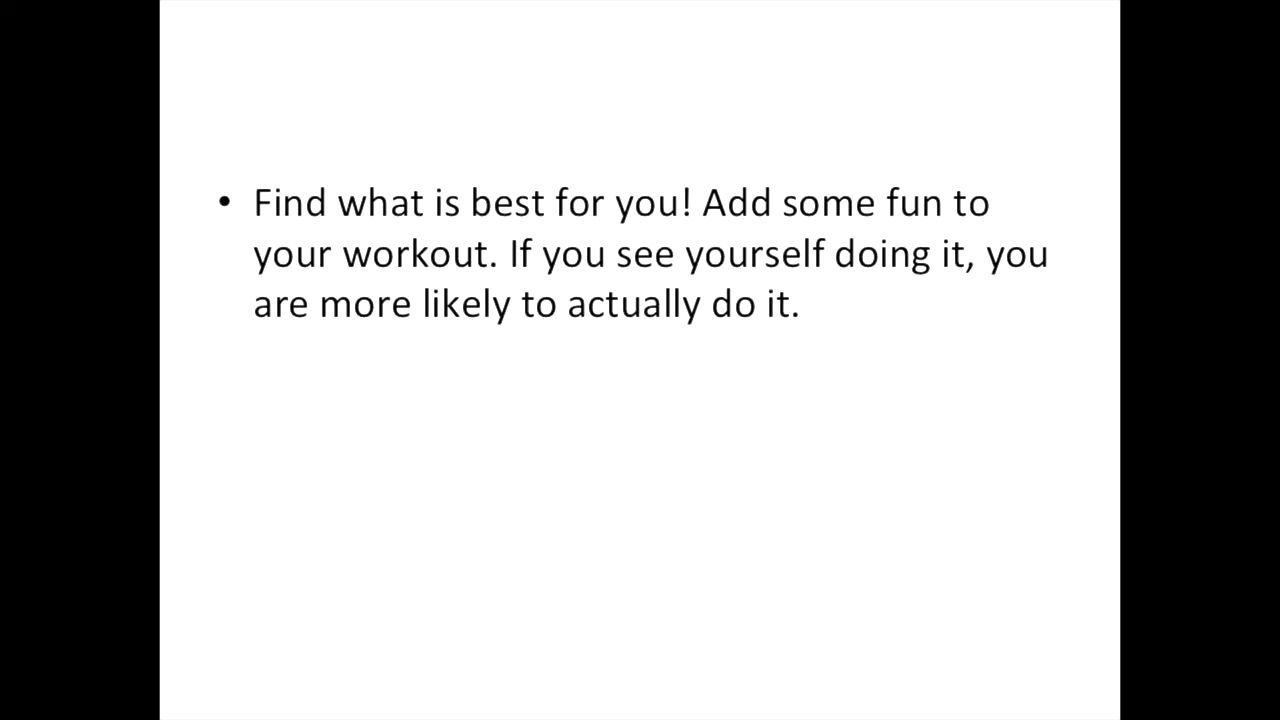 • Find what is best for you! Add some fun to
your workout. If you see yourself doing it, you
are more likely to actually do it.